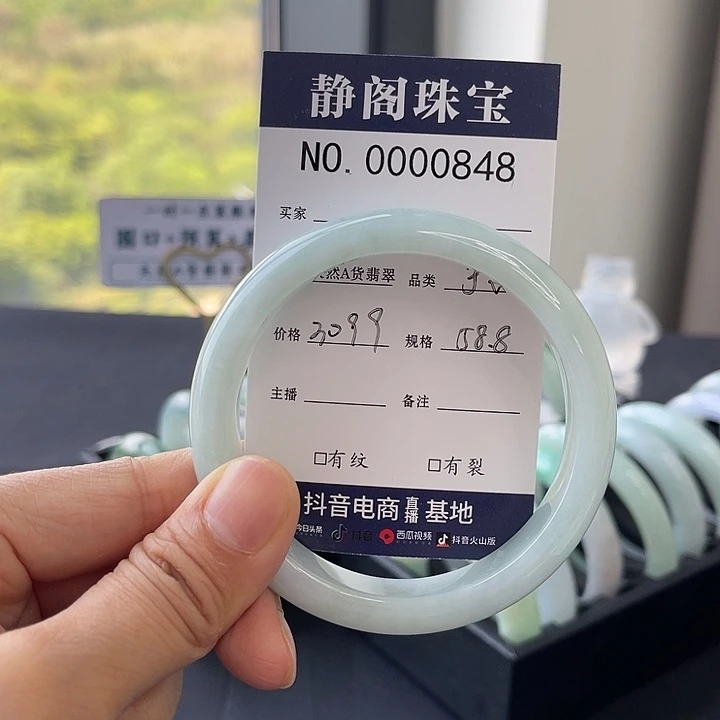 静阁珠宝
NO. 0000848
买家
然A货翡翠 品类
价格 2099 规格 58.8
主播 备注
□有纹 □有裂
抖音电商直播基地
今日头条 抖音 西瓜视频 抖音火山版